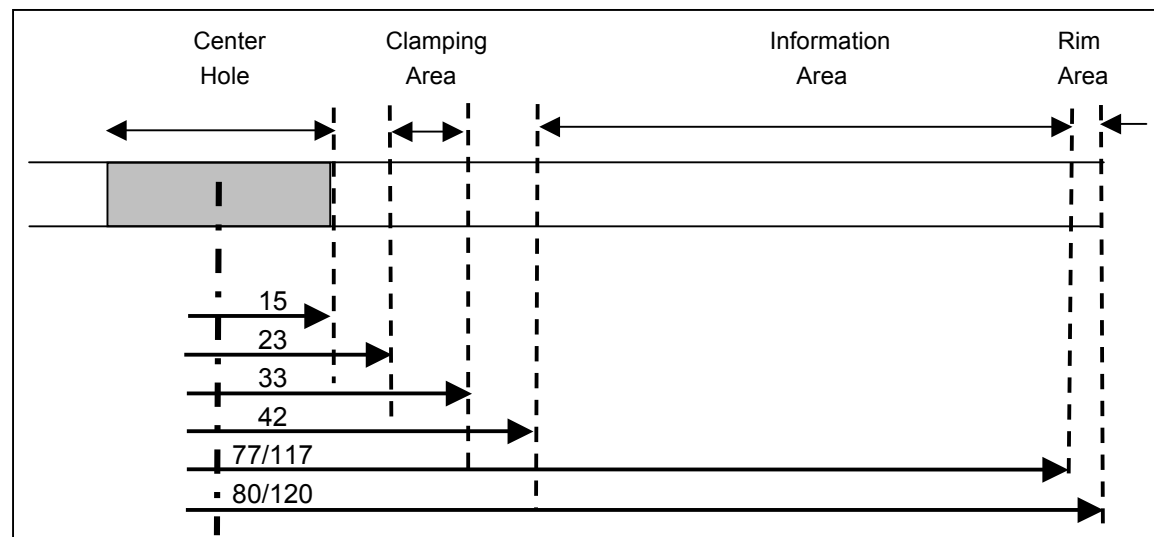 Center
Hole
Clamping
Area
Information
Area
Rim
Area
15
23
33
42
77/117
80/120